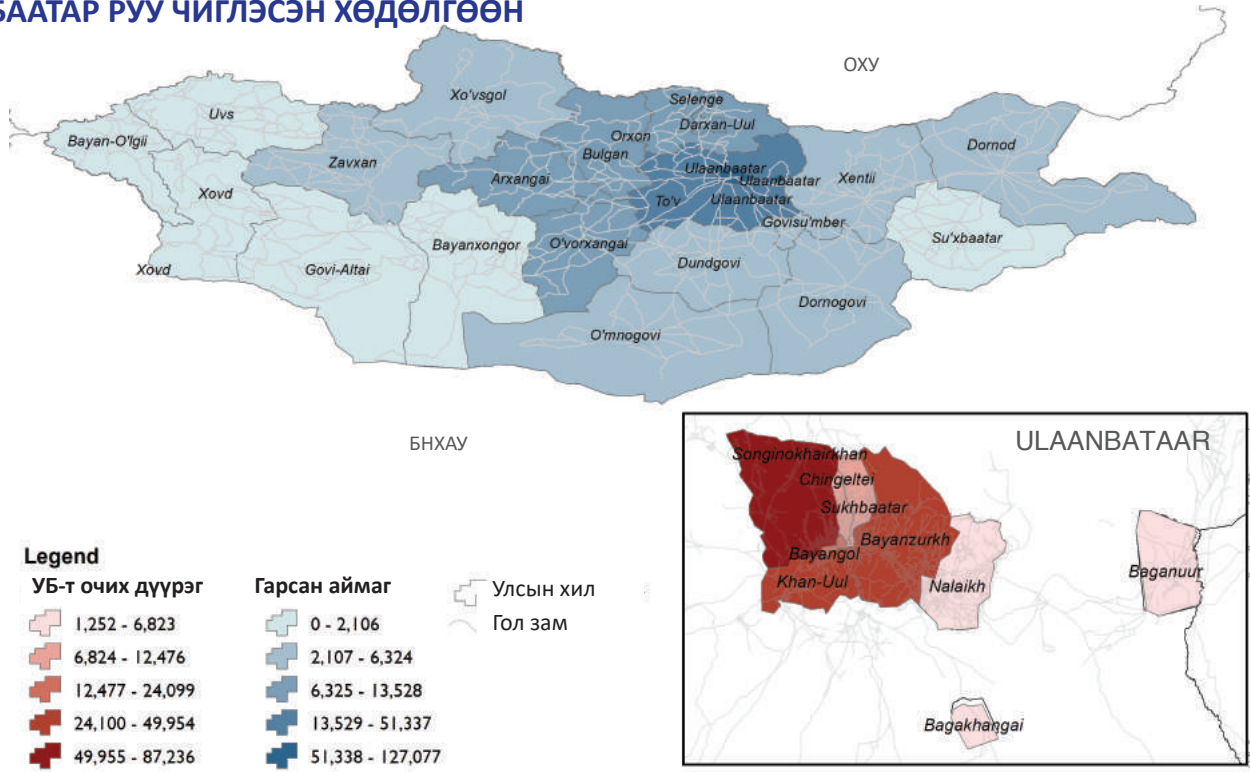 БААТАР РУУ ЧИГЛЭСЭН ХӨДӨЛГӨӨН
ОХУ
Xo'vsgol
Selenge
Uvs
Darxan-Uul
Bayan-O'lgii
Orxon
Dornod
Bulgan
Zavxan
Ulaanbaatar
Arxangai
Ulaanbaatar
Xentii
Xovd
To'v
Ulaanbaatar
Govisu'mber
Bayanxongor
O'vorxangai
Su'xbaatar
Xovd
Govi-Altai
Dundgovi
Dornogovi
O'mnogovi
БНХАУ
ULAANBATAAR
Songinokhairkhan
Chingeltei
Sukhbaatar
Bayanzurkh
Bayangol
Khan-Uul
Nalaikh
Baganuur
Bagakhangai
Legend
УБ-т очих дүүрэг
1,252 - 6,823
6,824 - 12,476
12,477 - 24,099
24,100 - 49,954
49,955 - 87,236
Гарсан аймаг
0 - 2,106
2,107 - 6,324
6,325 - 13,528
13,529 - 51,337
51,338 - 127,077
Улсын хил
Гол зам